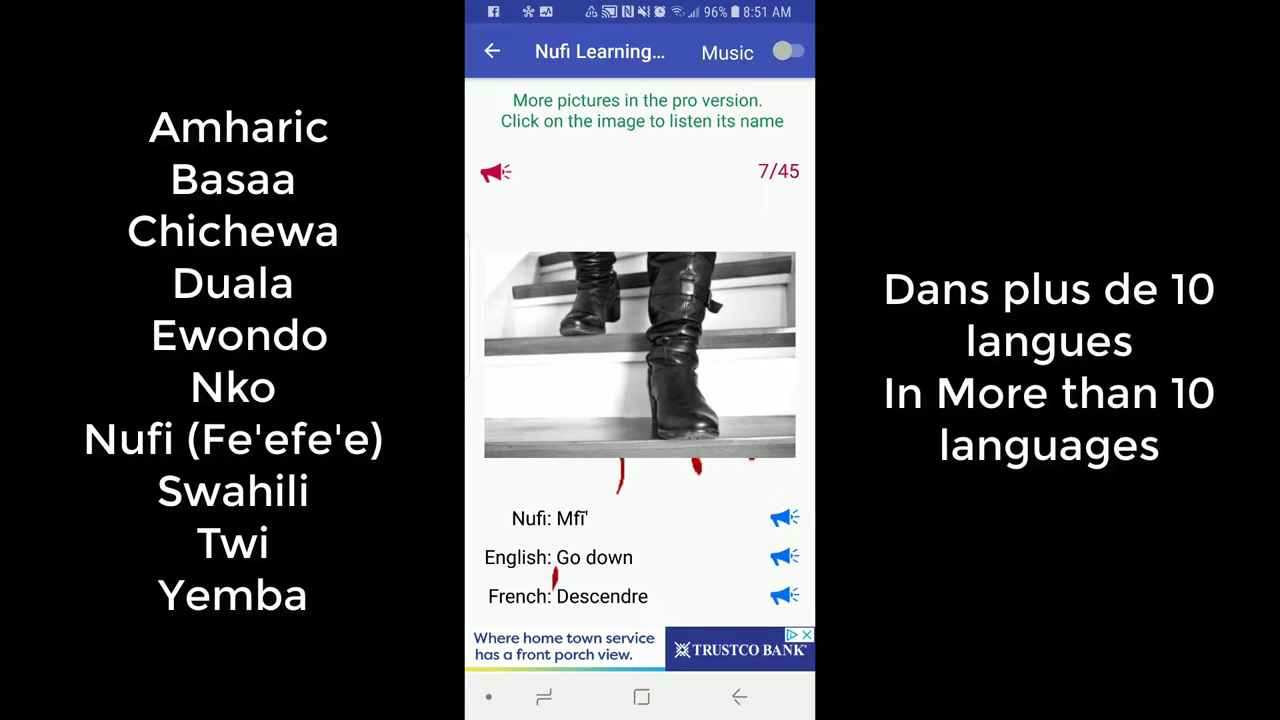 Amharic
Basaa
Chichewa
Duala
Ewondo
Nko
Nufi (Fe'efe'e)
Swahili
Twi
Yemba
96% 8:51 AM
Nufi Learning... Music
More pictures in the pro version.
Click on the image to listen its name
7/45
Nufi: Mfī'
English: Go down
French: Descendre
Where home town service
has a front porch view.
TRUSTCO BANK
Dans plus de 10
langues
In More than 10
languages